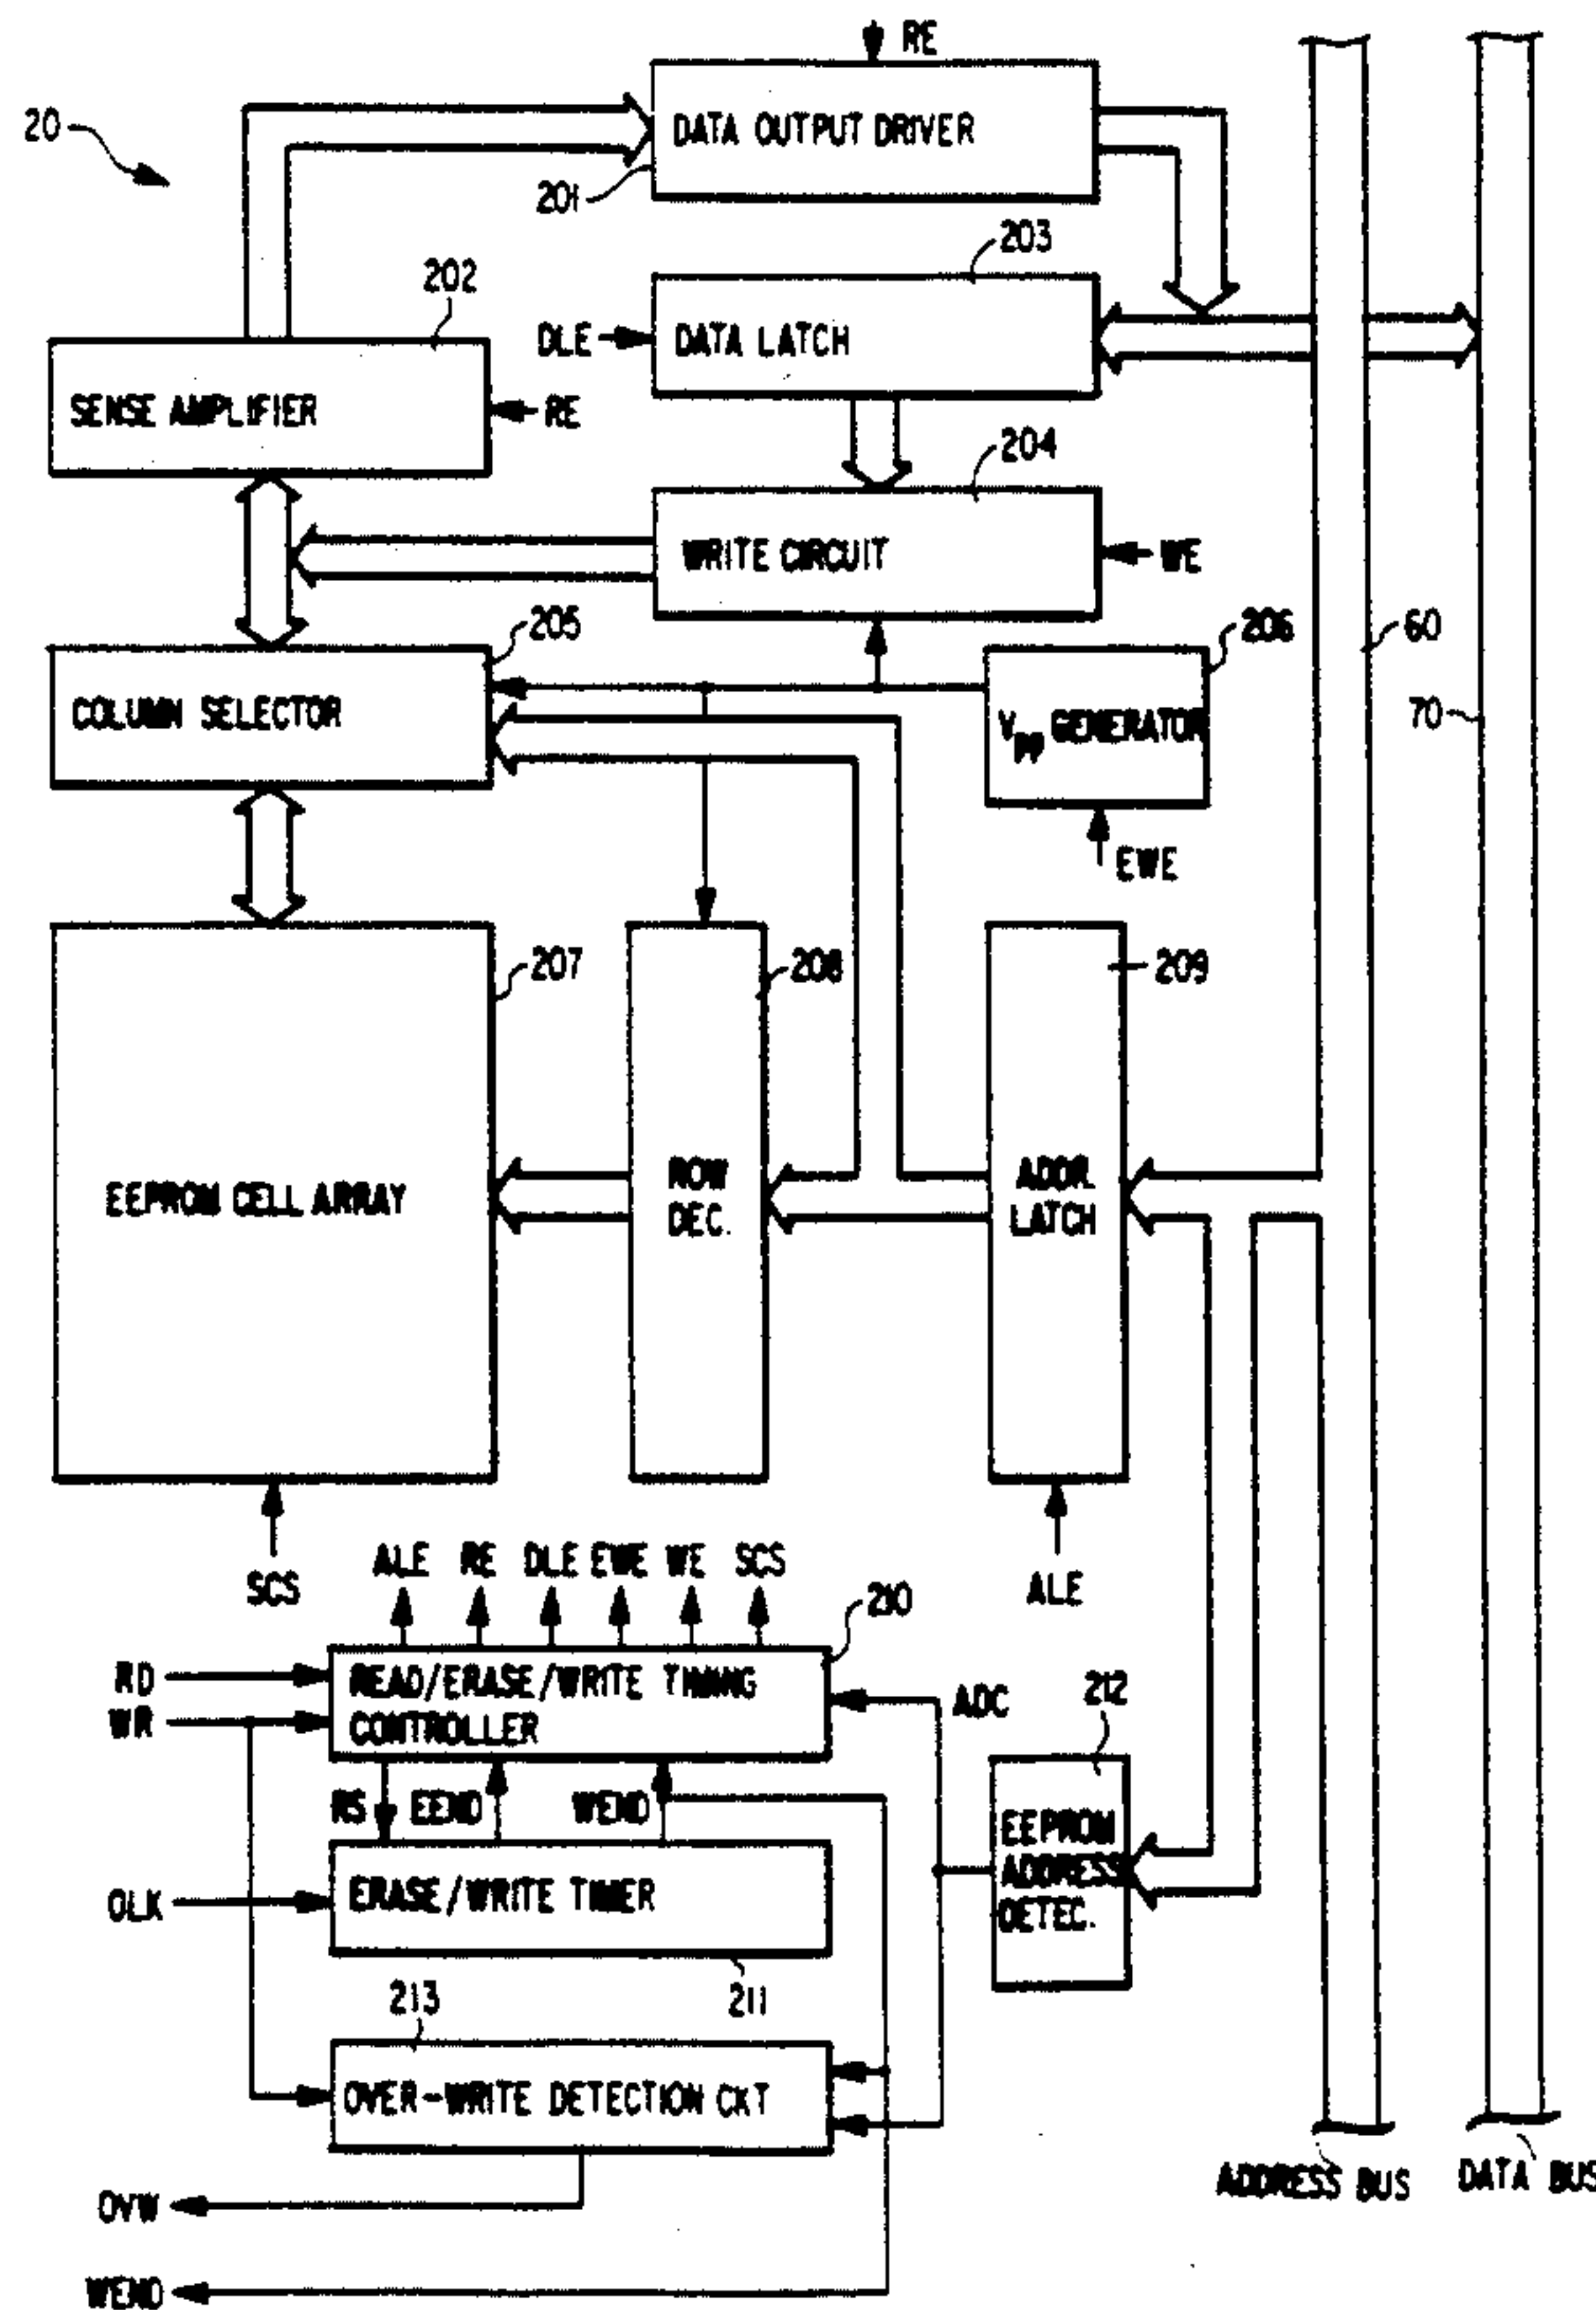 RE
20
DATA OUTPUT DRIVER
201
203
202
DLE
DATA LATCH
SENSE AMPLIFIER
RE
204
WRITE CIRCUIT
WE
205
206
60
COLUMN SELECTOR
Vpp GENERATOR
70
EWE
207
208
209
EEPROM CELL ARRAY
ROW
DEC.
ADDR.
LATCH
SCS
ALE
RE
DLE
EWE
WE
SCS
ALE
210
RD
READ/ERASE/WRITE TIMING
CONTROLLER
WR
ADC
212
RS
EEND
WEND
EEPROM
ADDRESS
DETEC.
CLK
ERASE/WRITE TIMER
213
211
OVER-WRITE DETECTION CKT
ADDRESS BUS
DATA BUS
OVW
WEND